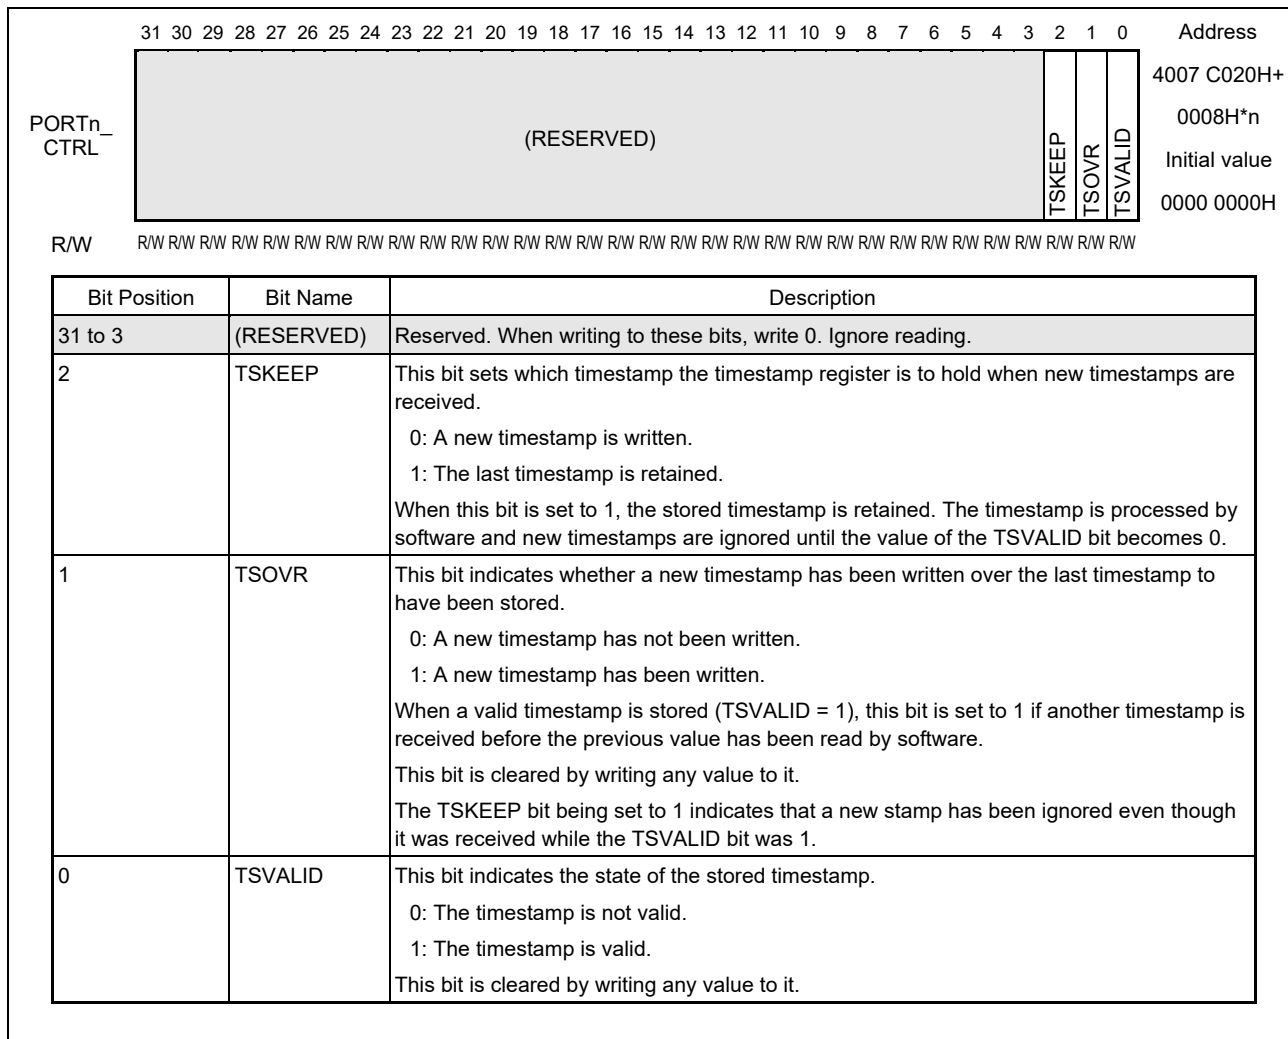 31 30 29 28 27 26 25 24 23 22 21 20 19 18 17 16 15 14 13 12 11 10 9 8 7 6 5 4 3 2 1 0 Address
4007 C020H+
0008H*n
Initial value
0000 0000H
PORTn_
CTRL
(RESERVED)
TSKEEP
TSOVR
TSVALID
R/W R/W R/W R/W R/W R/W R/W R/W R/W R/W R/W R/W R/W R/W R/W R/W R/W R/W R/W R/W R/W R/W R/W R/W R/W R/W R/W R/W R/W R/W R/W R/W R/W
Bit Position Bit Name Description
31 to 3 (RESERVED) Reserved. When writing to these bits, write 0. Ignore reading.
2 TSKEEP This bit sets which timestamp the timestamp register is to hold when new timestamps are
received.
0: A new timestamp is written.
1: The last timestamp is retained.
When this bit is set to 1, the stored timestamp is retained. The timestamp is processed by
software and new timestamps are ignored until the value of the TSVALID bit becomes 0.
1 TSOVR This bit indicates whether a new timestamp has been written over the last timestamp to
have been stored.
0: A new timestamp has not been written.
1: A new timestamp has been written.
When a valid timestamp is stored (TSVALID = 1), this bit is set to 1 if another timestamp is
received before the previous value has been read by software.
This bit is cleared by writing any value to it.
The TSKEEP bit being set to 1 indicates that a new stamp has been ignored even though
it was received while the TSVALID bit was 1.
0 TSVALID This bit indicates the state of the stored timestamp.
0: The timestamp is not valid.
1: The timestamp is valid.
This bit is cleared by writing any value to it.